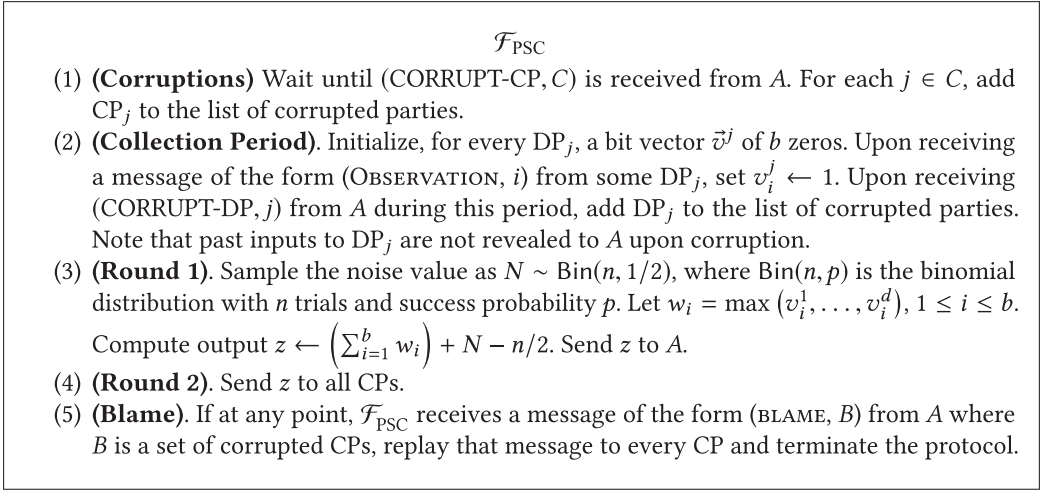 ℱ_PSC
(1) (Corruptions) Wait until (CORRUPT-CP, C) is received from A. For each j ∈ C, add
CP_j to the list of corrupted parties.
(2) (Collection Period). Initialize, for every DP_j, a bit vector v⃗^j of b zeros. Upon receiving
a message of the form (OBSERVATION, i) from some DP_j, set v_i^j ← 1. Upon receiving
(CORRUPT-DP, j) from A during this period, add DP_j to the list of corrupted parties.
Note that past inputs to DP_j are not revealed to A upon corruption.
(3) (Round 1). Sample the noise value as N ∼ Bin(n, 1/2), where Bin(n, p) is the binomial
distribution with n trials and success probability p. Let w_i = max (v_i^1, . . . , v_i^d), 1 ≤ i ≤ b.
Compute output z ← (∑_{i=1}^b w_i) + N − n/2. Send z to A.
(4) (Round 2). Send z to all CPs.
(5) (Blame). If at any point, ℱ_PSC receives a message of the form (BLAME, B) from A where
B is a set of corrupted CPs, replay that message to every CP and terminate the protocol.